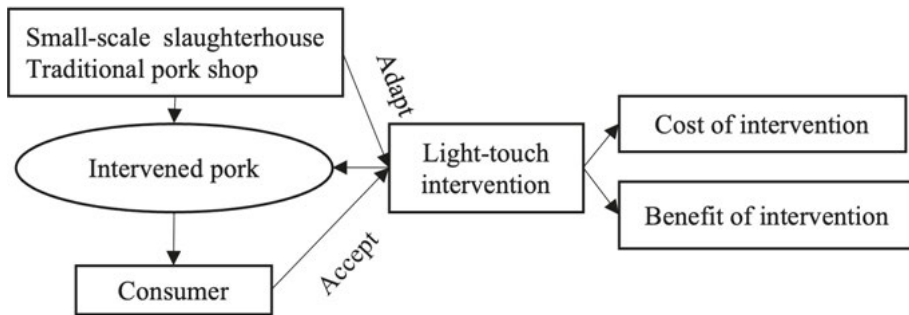 Small-scale slaughterhouse
Traditional pork shop
Adapt
Intervened pork
Light-touch
intervention
Cost of intervention
Benefit of intervention
Accept
Consumer